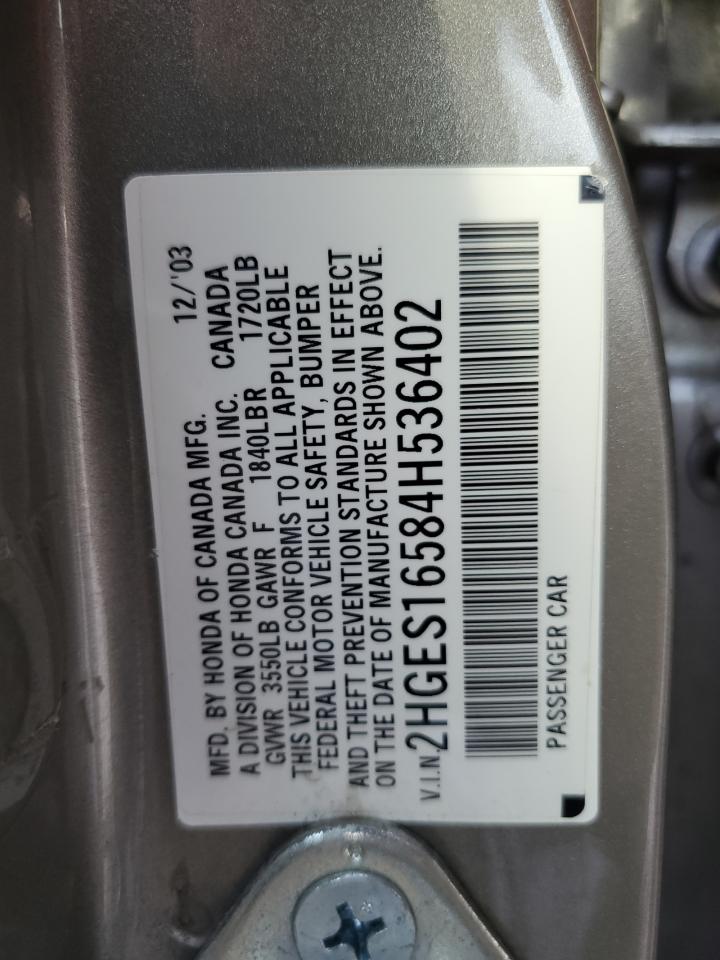 MFD. BY HONDA OF CANADA MFG. 12/'03
A DIVISION OF HONDA CANADA INC. CANADA
GVWR 3550LB GAWR F 1840LBR 1720LB
THIS VEHICLE CONFORMS TO ALL APPLICABLE
FEDERAL MOTOR VEHICLE SAFETY, BUMPER
AND THEFT PREVENTION STANDARDS IN EFFECT
ON THE DATE OF MANUFACTURE SHOWN ABOVE.
V.I.N 2HGES16584H536402
PASSENGER CAR